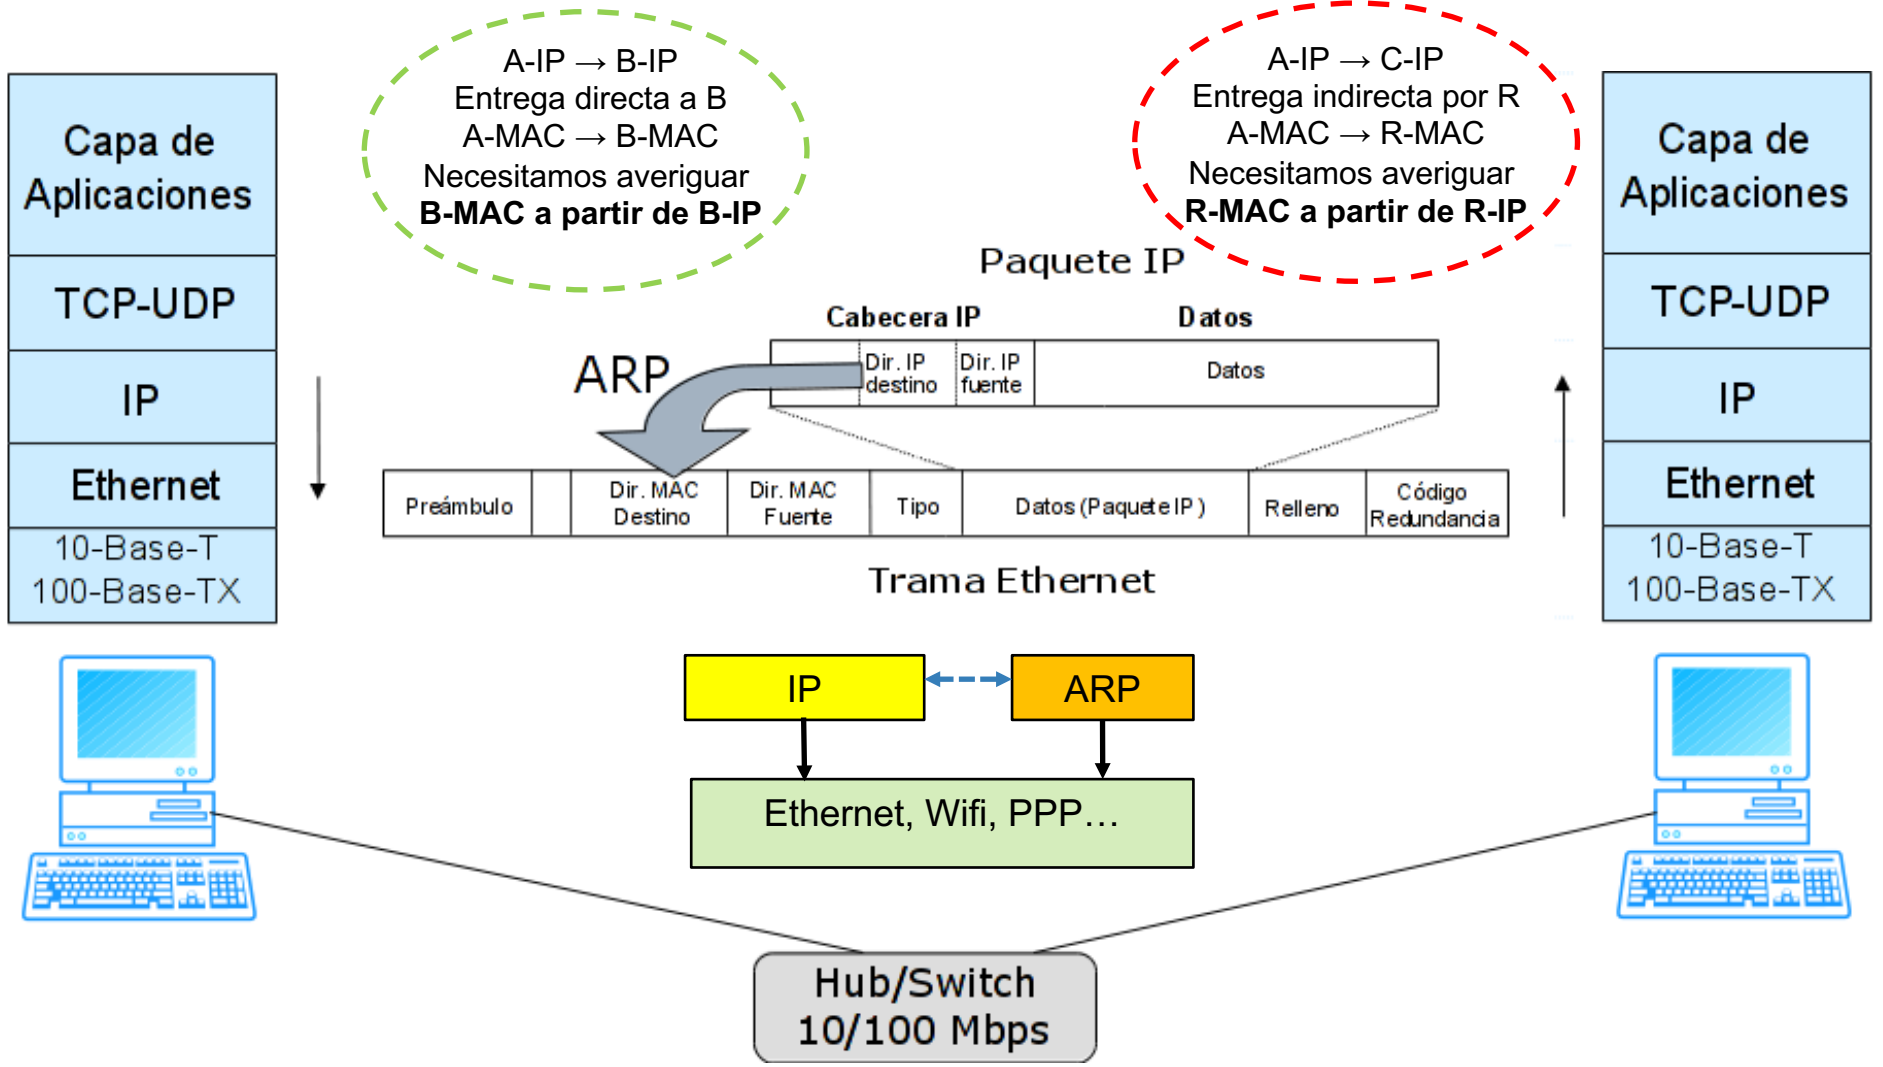 A-IP → B-IP
Entrega directa a B
A-MAC → B-MAC
Necesitamos averiguar
B-MAC a partir de B-IP
A-IP → C-IP
Entrega indirecta por R
A-MAC → R-MAC
Necesitamos averiguar
R-MAC a partir de R-IP
Capa de
Aplicaciones
TCP-UDP
IP
Ethernet
10-Base-T
100-Base-TX
Paquete IP
Cabecera IP
Datos
ARP
Dir. IP
destino
Dir. IP
fuente
Datos
Preámbulo
Dir. MAC
Destino
Dir. MAC
Fuente
Tipo
Datos (Paquete IP)
Relleno
Código
Redundancia
Trama Ethernet
Capa de
Aplicaciones
TCP-UDP
IP
Ethernet
10-Base-T
100-Base-TX
IP
ARP
Ethernet, Wifi, PPP…
Hub/Switch
10/100 Mbps